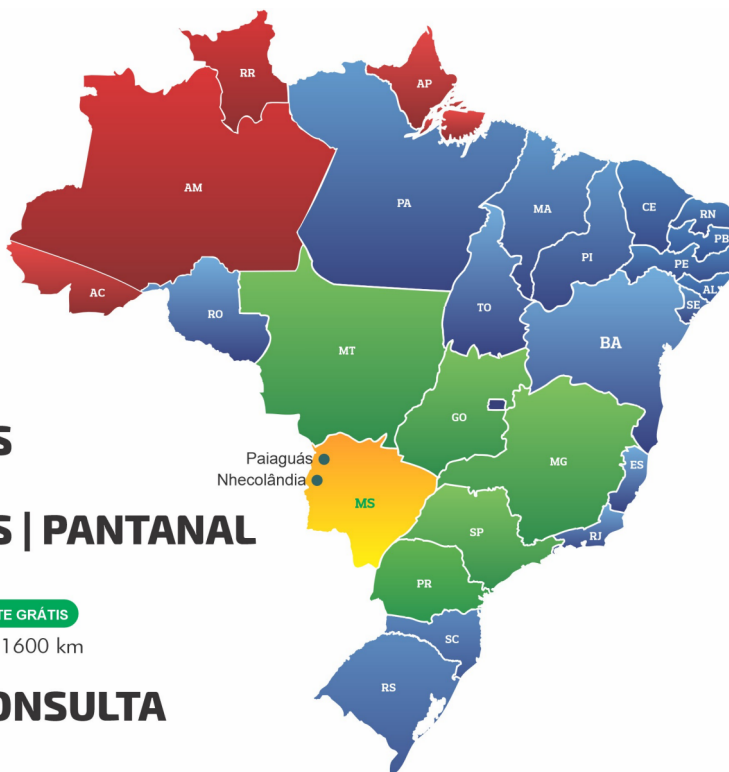 RR
AP
AM
PA
MA
CE
RN
PB
PI
PE
AL
SE
AC
RO
TO
BA
MT
GO
Paiaguás
Nhecolândia
MS
MG
ES
S | PANTANAL
SP
RJ
PR
TE GRÁTIS
1600 km
SC
ONSULTA
RS